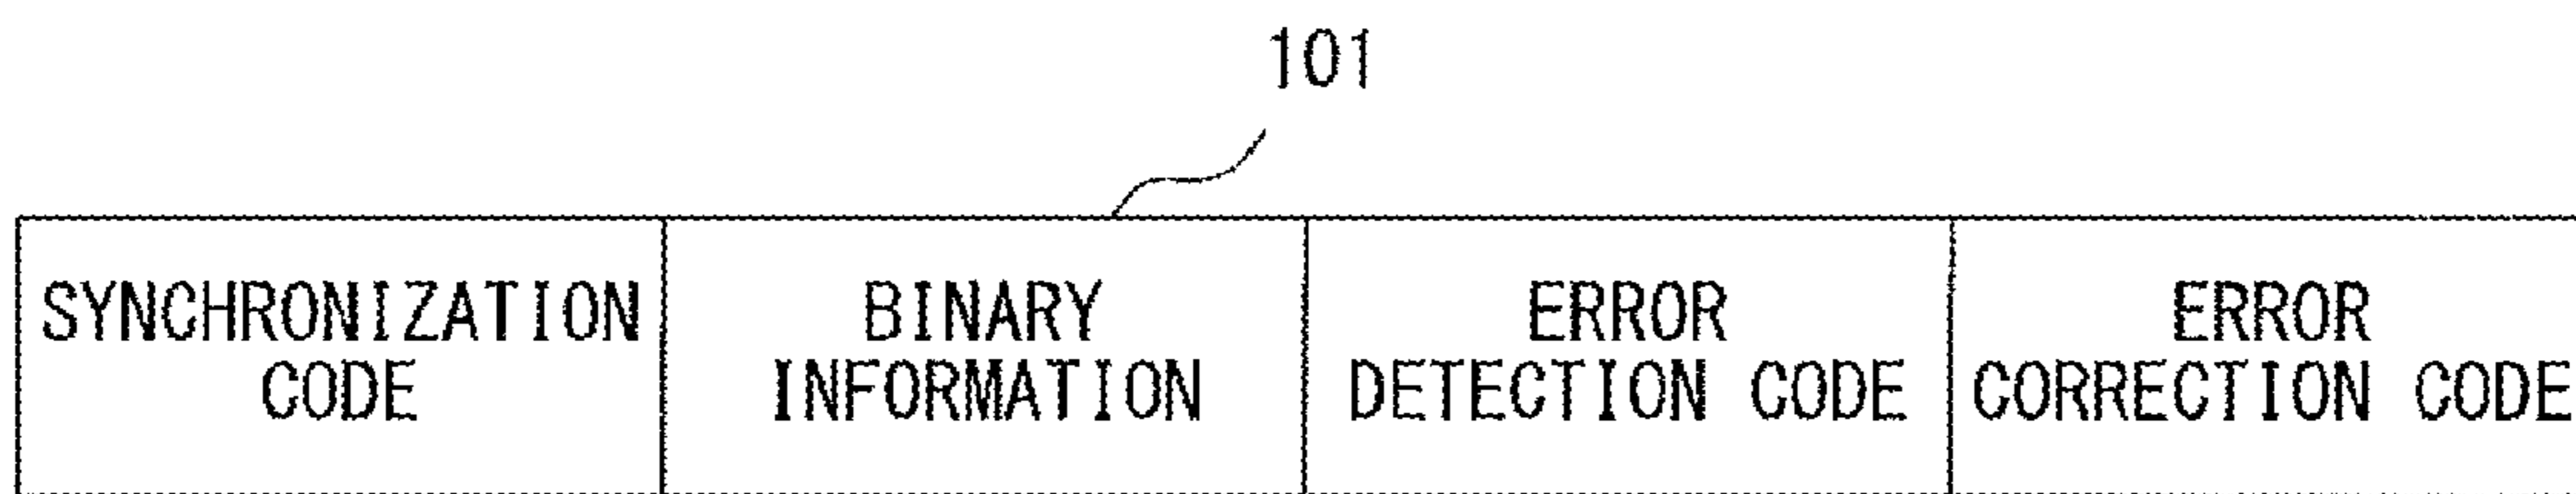 101
SYNCHRONIZATION CODE
BINARY INFORMATION
ERROR DETECTION CODE
ERROR CORRECTION CODE